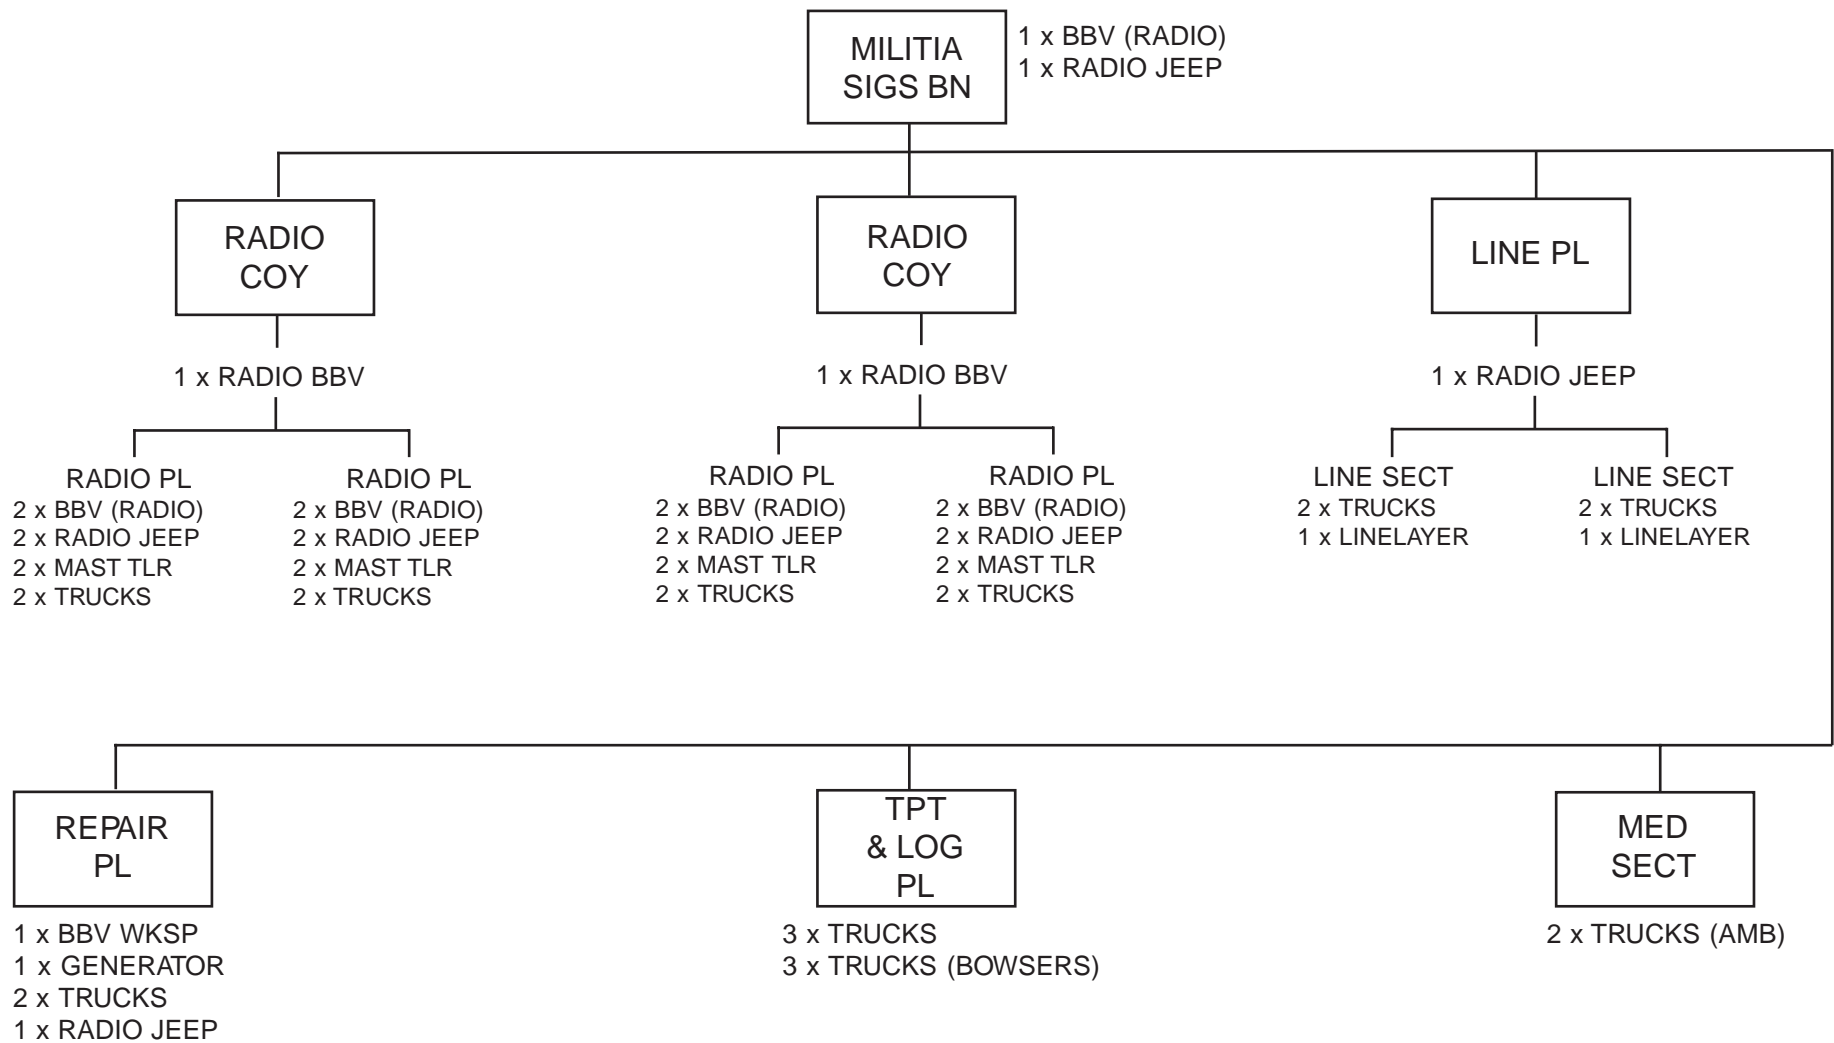 MILITIA
SIGS BN
1 x BBV (RADIO)
1 x RADIO JEEP
RADIO
COY
1 x RADIO BBV
RADIO PL
2 x BBV (RADIO)
2 x RADIO JEEP
2 x MAST TLR
2 x TRUCKS
RADIO PL
2 x BBV (RADIO)
2 x RADIO JEEP
2 x MAST TLR
2 x TRUCKS
RADIO
COY
1 x RADIO BBV
RADIO PL
2 x BBV (RADIO)
2 x RADIO JEEP
2 x MAST TLR
2 x TRUCKS
RADIO PL
2 x BBV (RADIO)
2 x RADIO JEEP
2 x MAST TLR
2 x TRUCKS
LINE PL
1 x RADIO JEEP
LINE SECT
2 x TRUCKS
1 x LINELAYER
LINE SECT
2 x TRUCKS
1 x LINELAYER
REPAIR
PL
1 x BBV WKSP
1 x GENERATOR
2 x TRUCKS
1 x RADIO JEEP
TPT
& LOG
PL
3 x TRUCKS
3 x TRUCKS (BOWSERS)
MED
SECT
2 x TRUCKS (AMB)